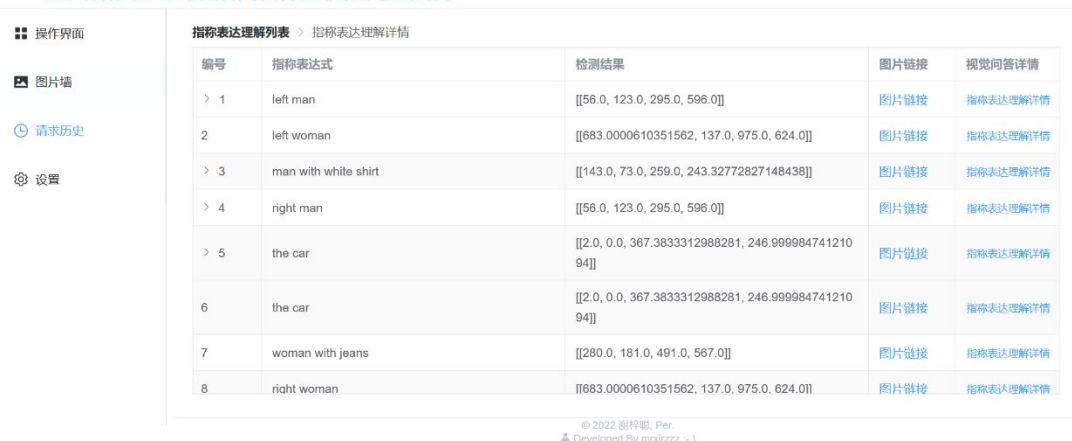 操作界面
图片墙
请求历史
设置
指称表达理解列表 > 指称表达理解详情
编号 指称表达式 检测结果 图片链接 视觉问答详情
> 1 left man [[56.0, 123.0, 295.0, 596.0]] 图片链接 指称表达理解详情
2 left woman [[683.0000610351562, 137.0, 975.0, 624.0]] 图片链接 指称表达理解详情
> 3 man with white shirt [[143.0, 73.0, 259.0, 243.32772827148438]] 图片链接 指称表达理解详情
> 4 right man [[56.0, 123.0, 295.0, 596.0]] 图片链接 指称表达理解详情
> 5 the car [[2.0, 0.0, 367.3833312988281, 246.999984741210
94]] 图片链接 指称表达理解详情
6 the car [[2.0, 0.0, 367.3833312988281, 246.999984741210
94]] 图片链接 指称表达理解详情
7 woman with jeans [[280.0, 181.0, 491.0, 567.0]] 图片链接 指称表达理解详情
8 right woman [[683.0000610351562, 137.0, 975.0, 624.0]] 图片链接 指称表达理解详情
© 2022 谢梓聪, Per.
Developed By